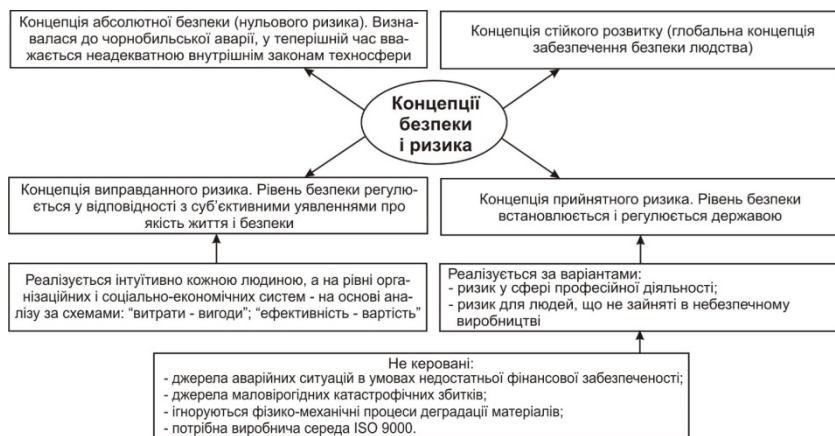 Концепція абсолютної безпеки (нульового ризика). Визна-
валася до чорнобильської аварії, у теперішній час вва-
жається неадекватною внутрішнім законам техносфери
Концепція стійкого розвитку (глобальна концепція
забезпечення безпеки людства)
Концепції
безпеки
і ризика
Концепція виправданного ризика. Рівень безпеки регулю-
ється у відповідності з суб’єктивними уявленнями про
якість життя і безпеки
Концепція прийнятного ризика. Рівень безпеки
встановлюється і регулюється державою
Реалізується інтуїтивно кожною людиною, а на рівні орга-
нізаційних і соціально-економічних систем - на основі ана-
лізу за схемами: “витрати - вигоди”; “ефективність - вартість”
Реалізується за варіантами:
- ризик у сфері професійної діяльності;
- ризик для людей, що не зайняті в небезпечному
виробництві
Не керовані:
- джерела аварійних ситуацій в умовах недостатньої фінансової забезпеченості;
- джерела маловірогідних катастрофічних збитків;
- ігноруються фізико-механічні процеси деградації матеріалів;
- потрібна виробнича середа ISO 9000.